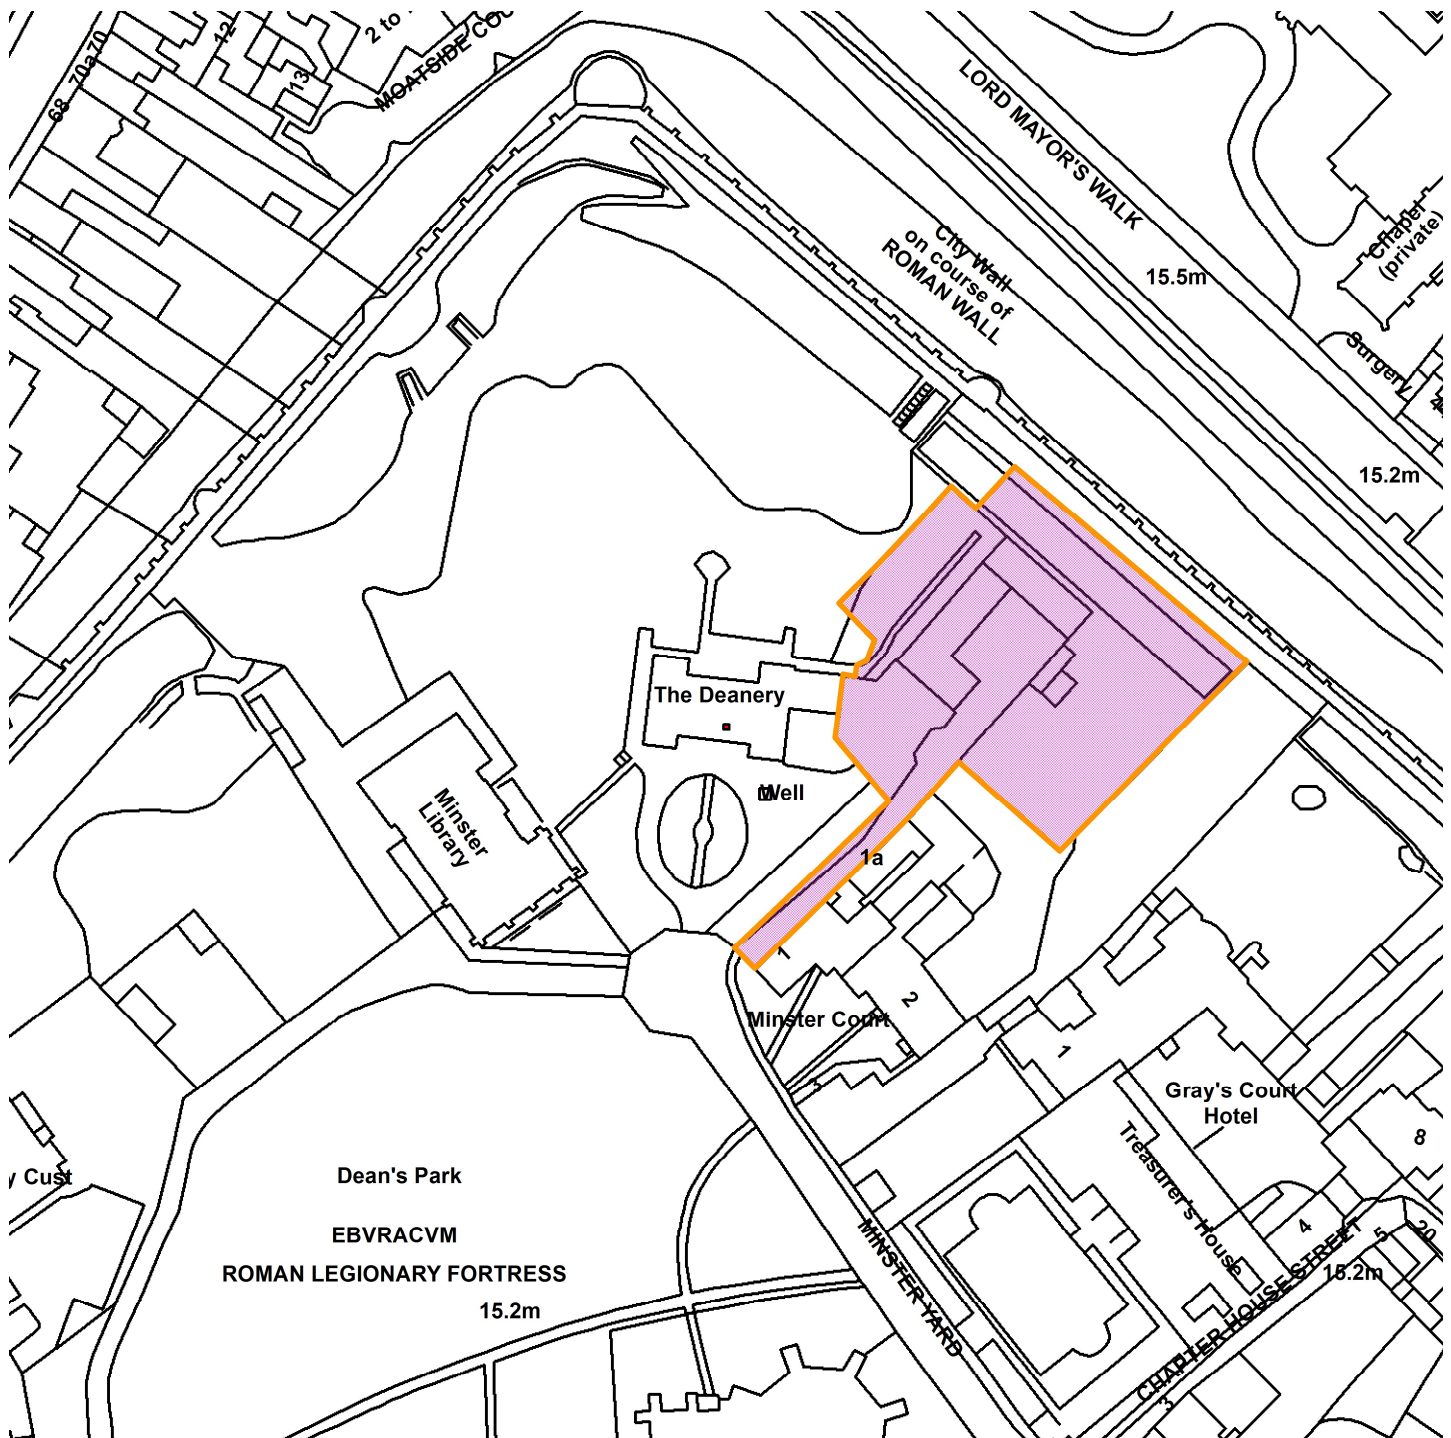 68
70a
70
12
13
2 to
MOATSIDE COU
LORD MAYOR'S WALK
City Wall
on course of
ROMAN WALL
15.5m
Chapel
(private)
Surgery
15.2m
The Deanery
Well
Minster
Library
1a
1
2
Minster Court
3
1
Gray's Court
Hotel
8
Treasurer's House
Dean's Park
EBVRACVM
ROMAN LEGIONARY FORTRESS
15.2m
y Cust
MINSTER YARD
4
5
20
15.2m
CHAPTER HOUSE STREET
3